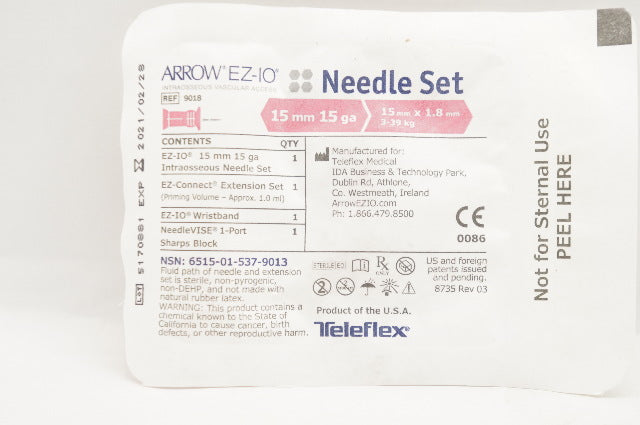 ARROW® EZ-IO® Needle Set
INTRAOSSEOUS VASCULAR ACCESS
REF 9018
15 mm 15 ga
15 mm x 1.8 mm
3-39 kg
CONTENTS QTY
EZ-IO® 15 mm 15 ga 1
Intraosseous Needle Set
EZ-Connect® Extension Set 1
(Priming Volume – Approx. 1.0 ml)
EZ-IO® Wristband 1
NeedleVISE® 1-Port 1
Sharps Block
Manufactured for:
Teleflex Medical
IDA Business & Technology Park,
Dublin Rd, Athlone,
Co. Westmeath, Ireland
ArrowEZIO.com
Ph: 1.866.479.8500
CE
0086
NSN: 6515-01-537-9013
Fluid path of needle and extension
set is sterile, non-pyrogenic,
non-DEHP, and not made with
natural rubber latex.
WARNING: This product contains a
chemical known to the State of
California to cause cancer, birth
defects, or other reproductive harm.
STERILE EO
Rx
ONLY
2
US and foreign
patents issued
and pending.
8735 Rev 03
Product of the U.S.A.
Teleflex®
LOT 5170881 EXP 2021/02/28
Not for Sternal Use
PEEL HERE